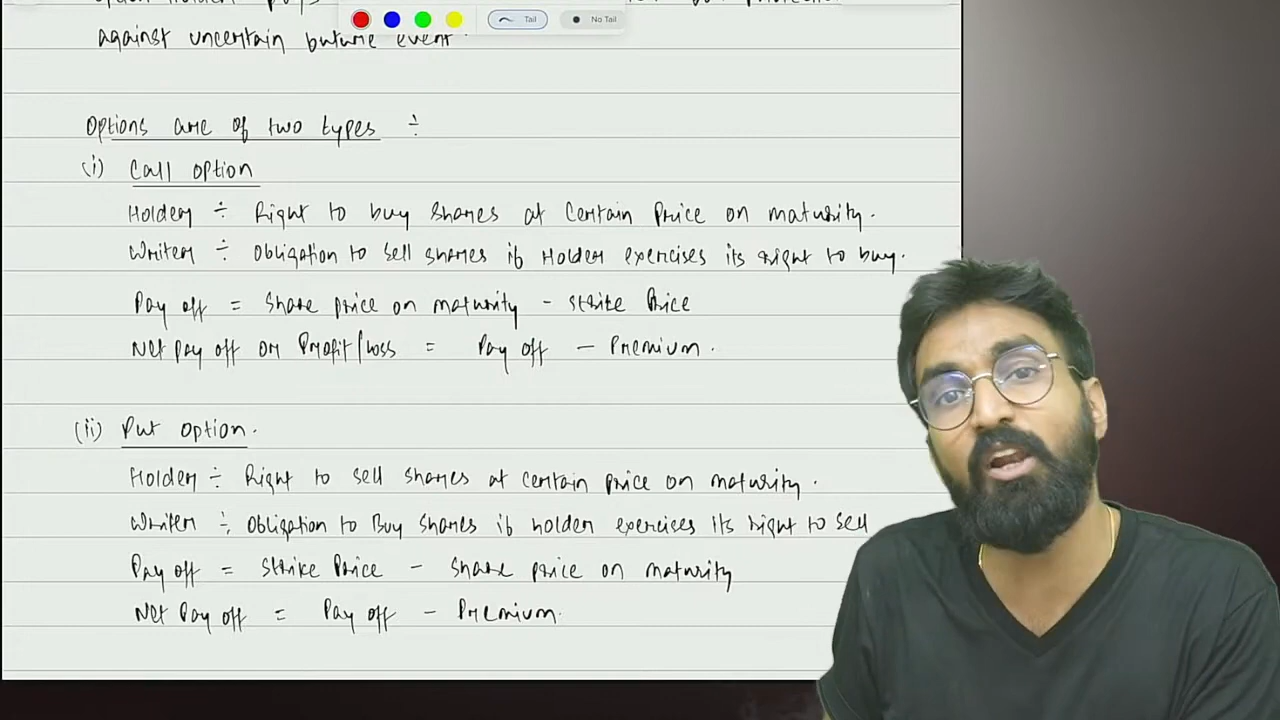 against uncertain future event.
Tail
No Tail
Options are of two types ÷
(i) Call option
Holder ÷ Right to buy shares at certain price on maturity.
Writer ÷ Obligation to sell shares if Holder exercises its right to buy.
Pay off = Share price on maturity - Strike Price
Net Pay off or Profit/Loss = Pay off - Premium.
(ii) Put option.
Holder ÷ Right to sell shares at certain price on maturity.
Writer ÷ Obligation to Buy shares if holder exercises its right to sell
Pay off = Strike Price - Share price on maturity
Net Pay off = Pay off - Premium.